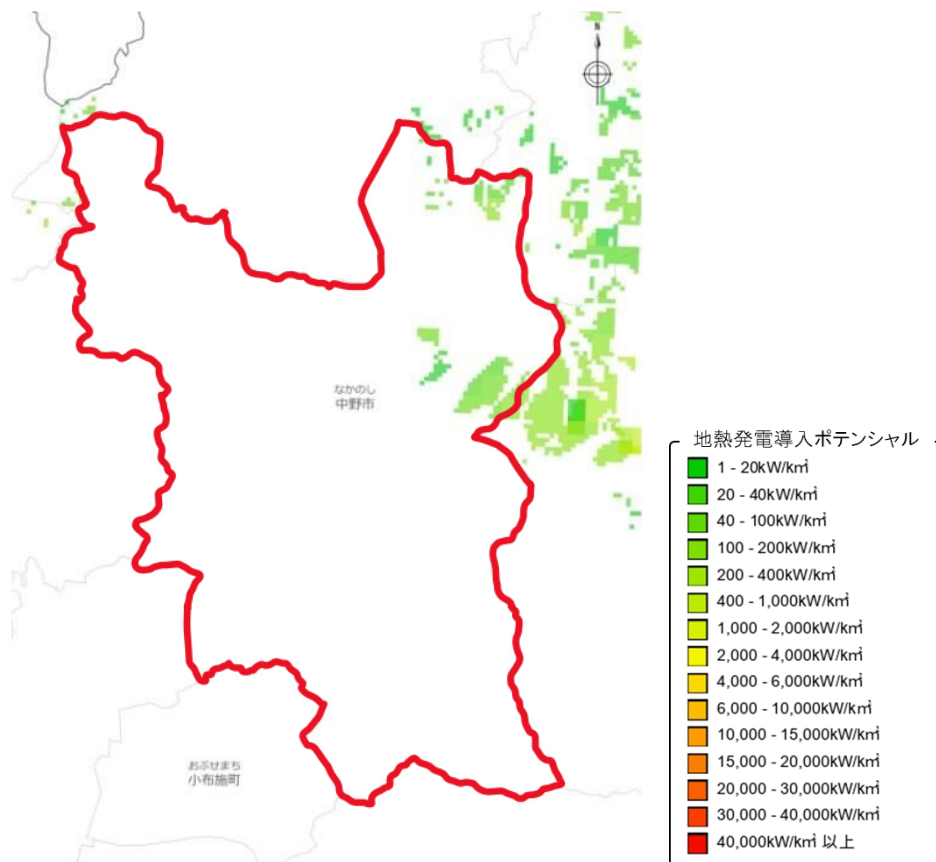 N
なかのし
中野市
おぶせまち
小布施町
地熱発電導入ポテンシャル
1 - 20kW/k㎡
20 - 40kW/k㎡
40 - 100kW/k㎡
100 - 200kW/k㎡
200 - 400kW/k㎡
400 - 1,000kW/k㎡
1,000 - 2,000kW/k㎡
2,000 - 4,000kW/k㎡
4,000 - 6,000kW/k㎡
6,000 - 10,000kW/k㎡
10,000 - 15,000kW/k㎡
15,000 - 20,000kW/k㎡
20,000 - 30,000kW/k㎡
30,000 - 40,000kW/k㎡
40,000kW/k㎡ 以上